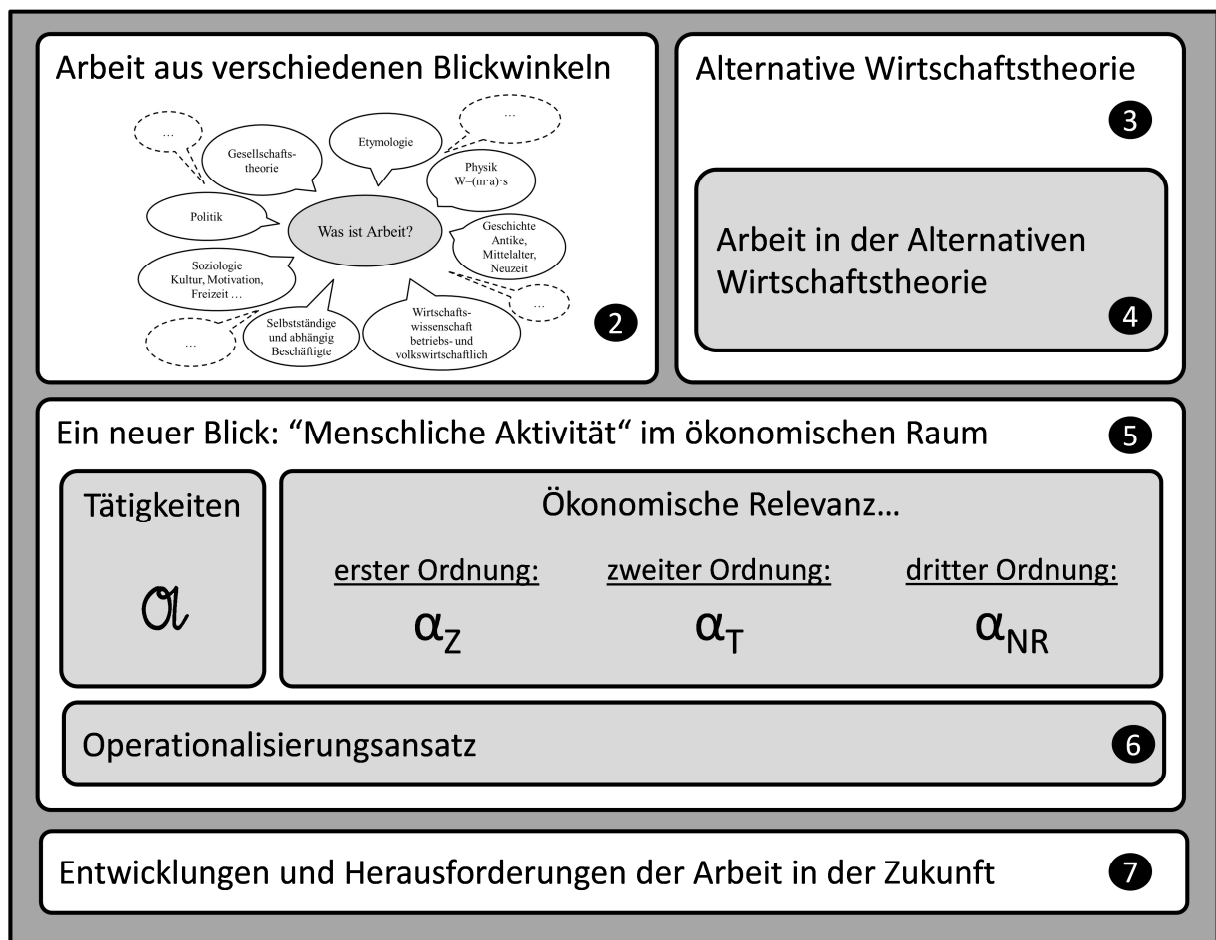 Arbeit aus verschiedenen Blickwinkeln
…
Gesellschafts-
theorie
Etymologie
…
Physik
W=(m·a)·s
Politik
Was ist Arbeit?
Geschichte
Antike,
Mittelalter,
Neuzeit
Soziologie
Kultur, Motivation,
Freizeit …
…
…
Selbstständige
und abhängig
Beschäftigte
Wirtschafts-
wissenschaft
betriebs- und
volkswirtschaftlich
2
Alternative Wirtschaftstheorie
3
Arbeit in der Alternativen
Wirtschaftstheorie
4
Ein neuer Blick: “Menschliche Aktivität“ im ökonomischen Raum
5
Tätigkeiten
𝒶
Ökonomische Relevanz…
erster Ordnung:
zweiter Ordnung:
dritter Ordnung:
α_Z
α_T
α_NR
Operationalisierungsansatz
6
Entwicklungen und Herausforderungen der Arbeit in der Zukunft
7